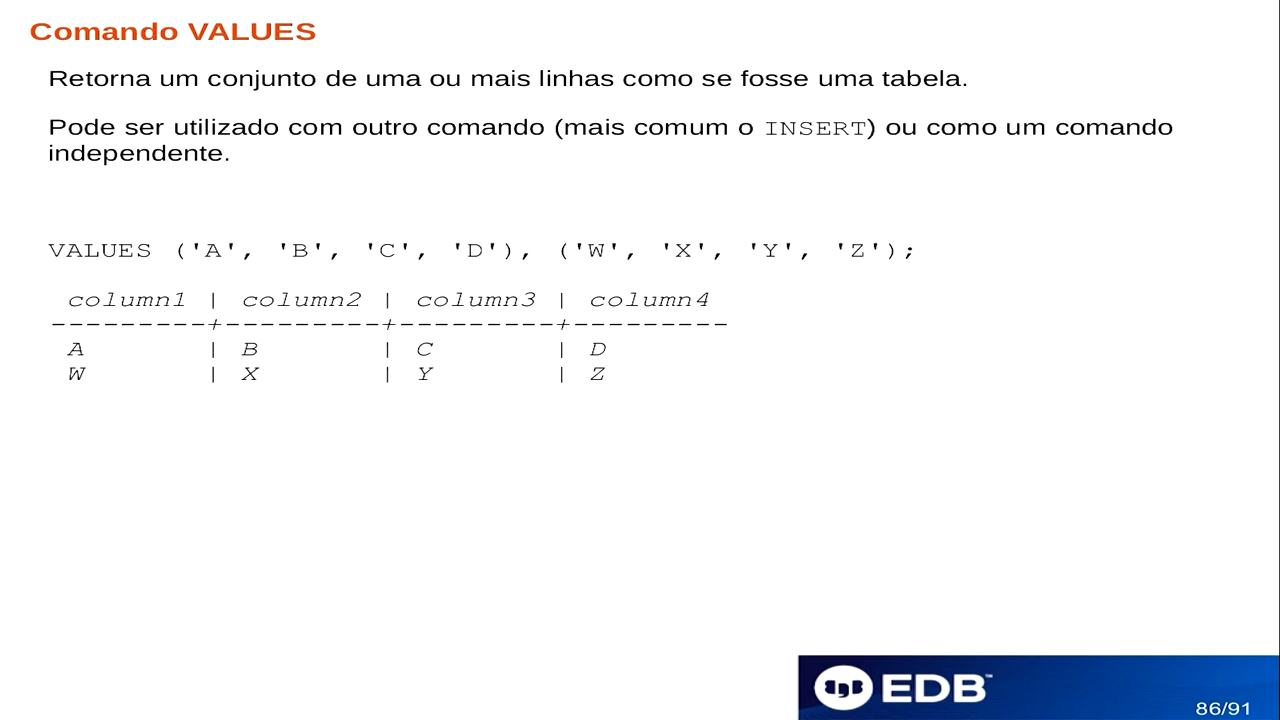 Comando VALUES
Retorna um conjunto de uma ou mais linhas como se fosse uma tabela.
Pode ser utilizado com outro comando (mais comum o INSERT) ou como um comando
independente.
VALUES ('A', 'B', 'C', 'D'), ('W', 'X', 'Y', 'Z');
column1 | column2 | column3 | column4
---------+---------+---------+---------
A | B | C | D
W | X | Y | Z
EDB™
86/91